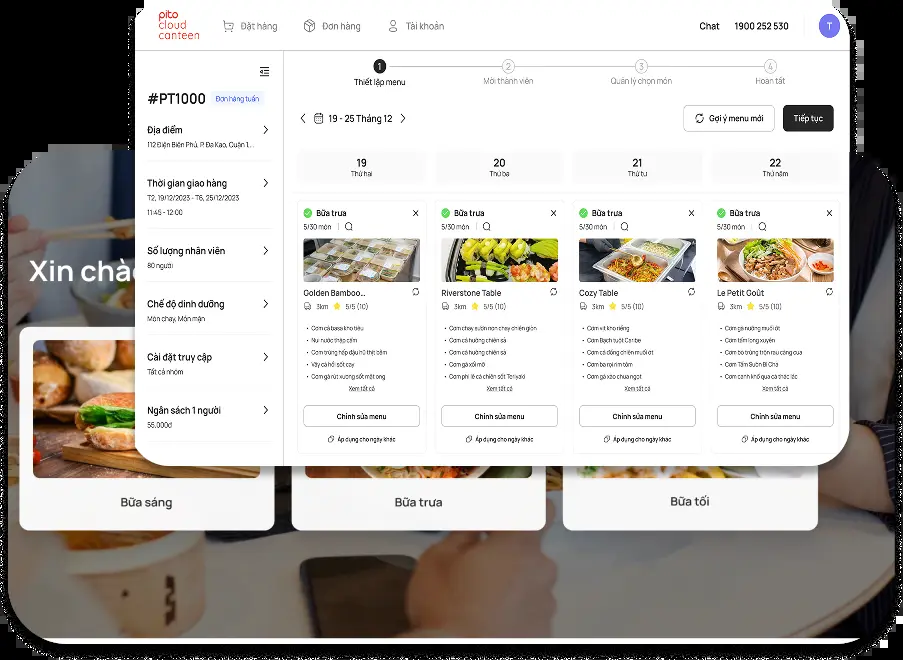 pito
cloud
canteen
Đặt hàng
Đơn hàng
Tài khoản
Chat
1900 252 530
T
1
2
3
4
Thiết lập menu
Mời thành viên
Quản lý chọn món
Hoàn tất
#PT1000
Đơn hàng tuần
Địa điểm
112 Điện Biên Phủ, P. Đa Kao, Quận 1...
Thời gian giao hàng
T2, 19/12/2023 - T6, 25/12/2023
11:45 - 12:00
Số lượng nhân viên
80 người
Chế độ dinh dưỡng
Món chay, Món mặn
Cài đặt truy cập
Tất cả nhóm
Ngân sách 1 người
55.000đ
19 - 25 Tháng 12
Gợi ý menu mới
Tiếp tục
19
Thứ hai
20
Thứ ba
21
Thứ tư
22
Thứ năm
Bữa trưa
5/30 món
Golden Bamboo...
3km
5/5 (10)
Cơm cá basa kho tiêu
Nui nước thập cẩm
Cơm trứng hấp đậu hũ thịt bằm
Vây cá hồi sốt cay
Cơm gà rút xương sốt mật ong
Xem tất cả
Chỉnh sửa menu
Áp dụng cho ngày khác
Bữa trưa
5/30 món
Riverstone Table
3km
5/5 (10)
Cơm chay sườn non chay chiên giòn
Cơm cá hường chiên sả
Cơm cá hường chiên sả
Cơm gà xối mỡ
Cơm phi lê cá chiên sốt Teriyaki
Xem tất cả
Chỉnh sửa menu
Áp dụng cho ngày khác
Bữa trưa
5/30 món
Cozy Table
3km
5/5 (10)
Cơm vịt kho riềng
Cơm Bạch tuột Caribe
Cơm cá đồng chiên muối ớt
Cơm ba rọi rim tôm
Cơm gà xào chua ngọt
Xem tất cả
Chỉnh sửa menu
Áp dụng cho ngày khác
Bữa trưa
5/30 món
Le Petit Goût
3km
5/5 (10)
Cơm gà nướng muối ớt
Cơm tấm long xuyên
Cơm bò trứng trộn rau càng cua
Cơm Tấm Sườn Bì Chả
Cơm canh khổ qua cá thác lác
Xem tất cả
Chỉnh sửa menu
Áp dụng cho ngày khác
Xin chào
Bữa sáng
Bữa trưa
Bữa tối